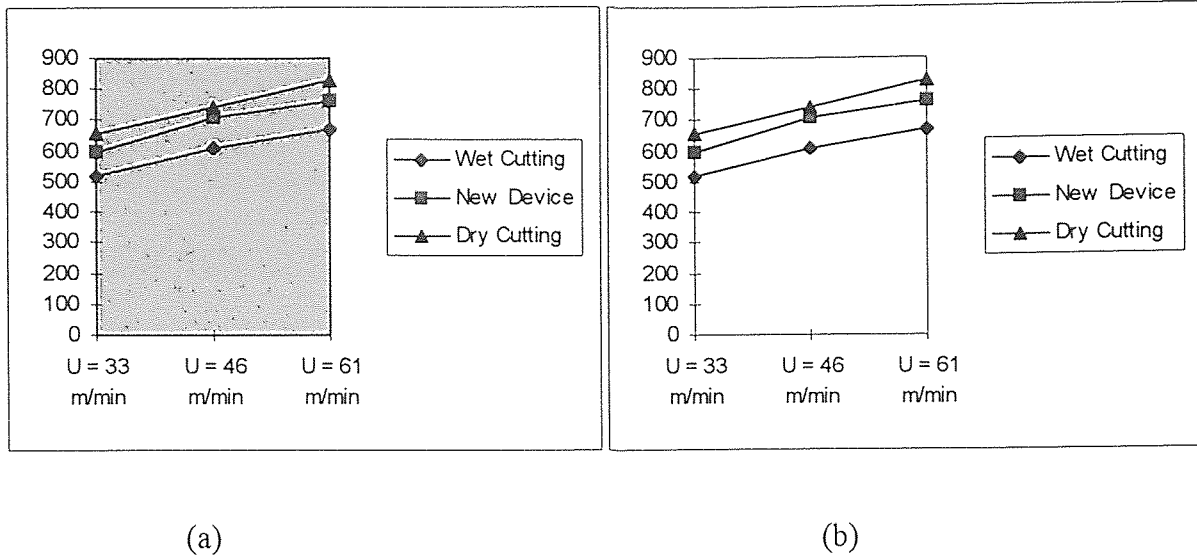 900
800
700
600
500
400
300
200
100
0
U = 33 U = 46 U = 61
m/min m/min m/min
Wet Cutting
New Device
Dry Cutting
(a)
900
800
700
600
500
400
300
200
100
0
U = 33 U = 46 U = 61
m/min m/min m/min
Wet Cutting
New Device
Dry Cutting
(b)